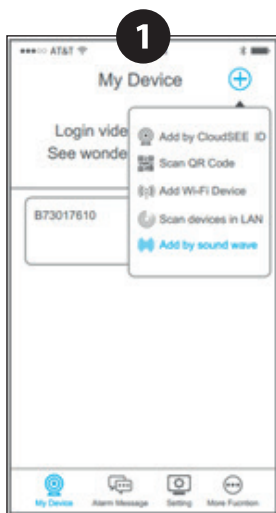 1
AT&T
My Device
Login vide
See wonde
Add by CloudSEE ID
Scan QR Code
Add Wi-Fi Device
Scan devices in LAN
Add by sound wave
B73017610
My Device Alarm Message Setting More Fucntion